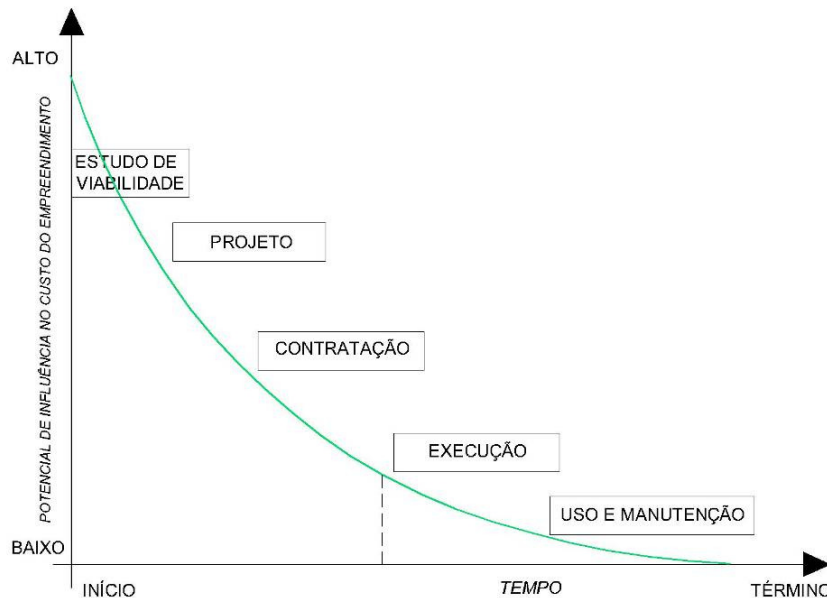 ALTO
POTENCIAL DE INFLUÊNCIA NO CUSTO DO EMPREENDIMENTO
ESTUDO DE
VIABILIDADE
PROJETO
CONTRATAÇÃO
EXECUÇÃO
USO E MANUTENÇÃO
BAIXO
INÍCIO
TEMPO
TÉRMINO